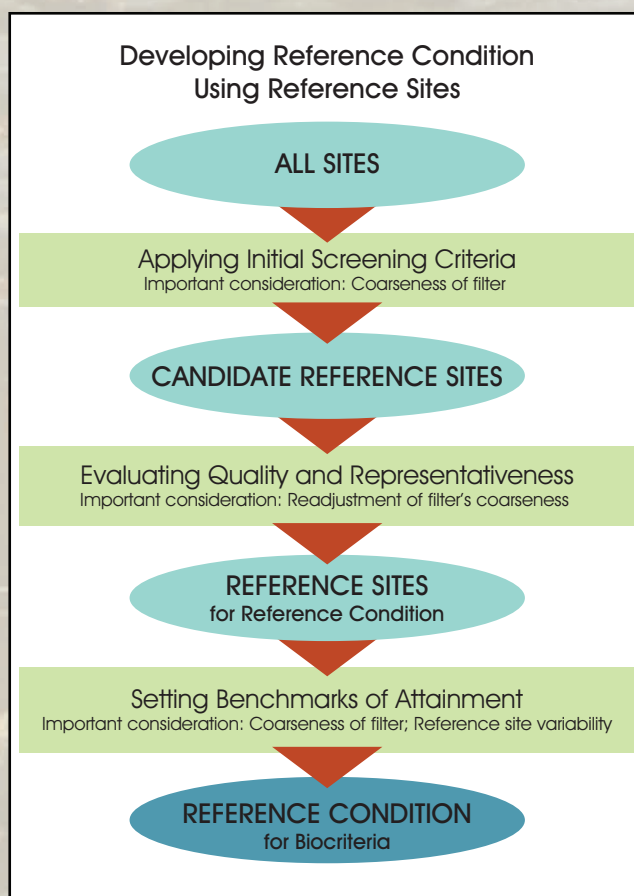 Developing Reference Condition
Using Reference Sites
ALL SITES
Applying Initial Screening Criteria
Important consideration: Coarseness of filter
CANDIDATE REFERENCE SITES
Evaluating Quality and Representativeness
Important consideration: Readjustment of filter's coarseness
REFERENCE SITES
for Reference Condition
Setting Benchmarks of Attainment
Important consideration: Coarseness of filter; Reference site variability
REFERENCE CONDITION
for Biocriteria